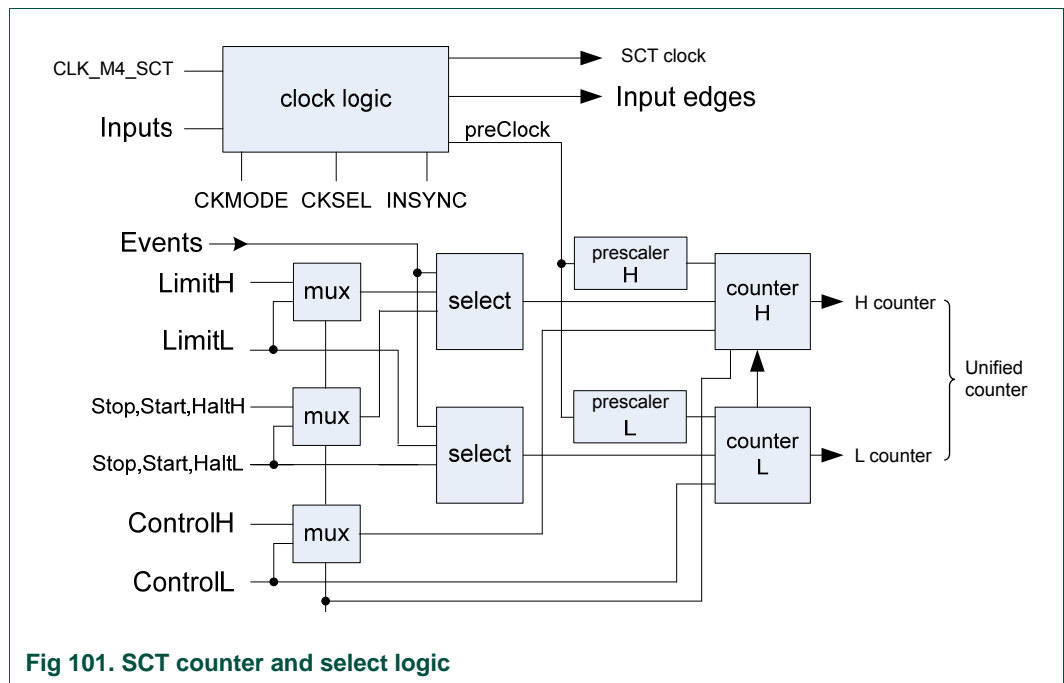 CLK_M4_SCT
Inputs
clock logic
SCT clock
Input edges
preClock
CKMODE
CKSEL
INSYNC
Events
LimitH
LimitL
mux
select
prescaler
H
counter
H
H counter
Stop,Start,HaltH
Stop,Start,HaltL
mux
select
prescaler
L
counter
L
L counter
Unified
counter
ControlH
ControlL
mux
Fig 101. SCT counter and select logic